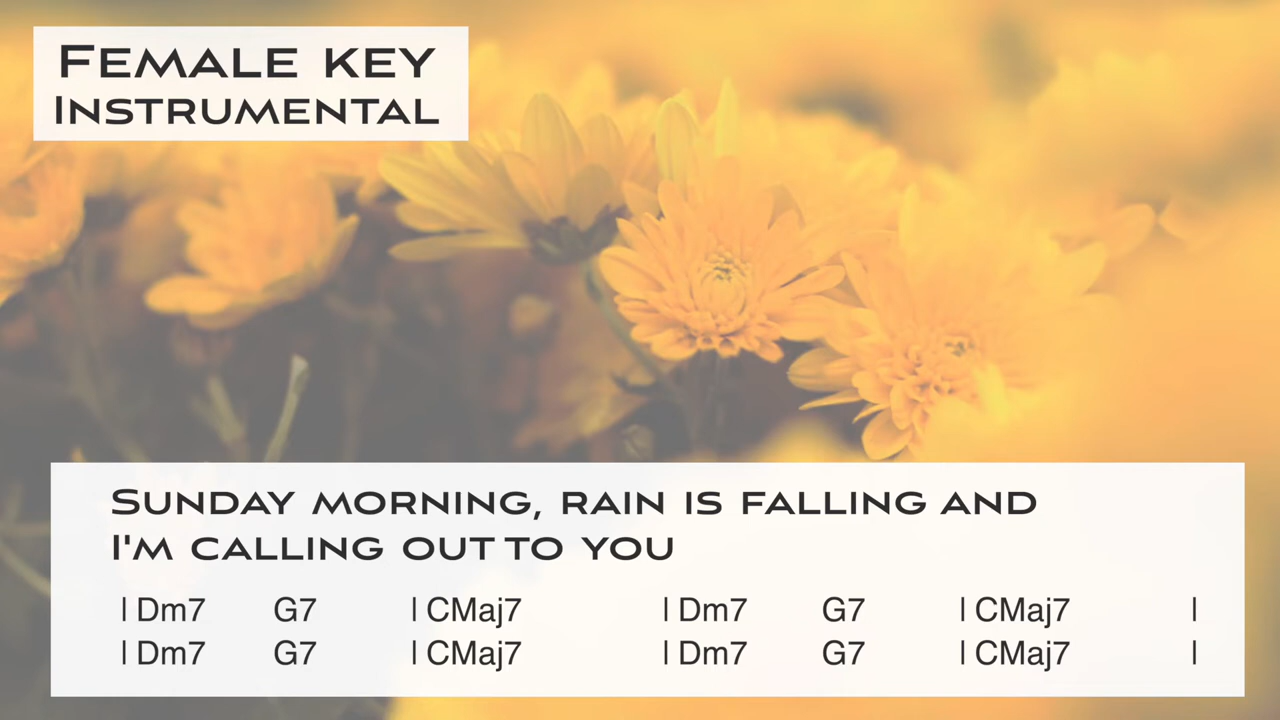 FEMALE KEY
INSTRUMENTAL
SUNDAY MORNING, RAIN IS FALLING AND
I'M CALLING OUT TO YOU
| Dm7 G7 | CMaj7 | Dm7 G7 | CMaj7 |
| Dm7 G7 | CMaj7 | Dm7 G7 | CMaj7 |